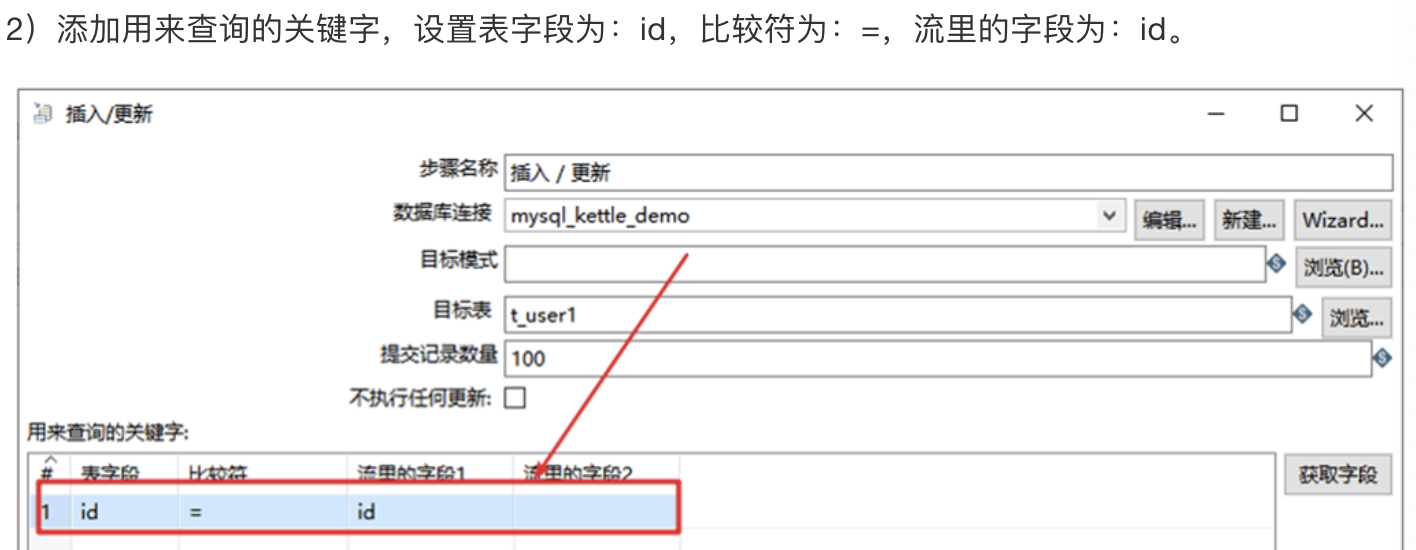 2）添加用来查询的关键字，设置表字段为：id，比较符为：=，流里的字段为：id。
插入/更新
步骤名称 插入 / 更新
数据库连接 mysql_kettle_demo 编辑... 新建... Wizard...
目标模式 浏览(B)...
目标表 t_user1 浏览...
提交记录数量 100
不执行任何更新:
用来查询的关键字:
# 表字段 比较符 流里的字段1 流里的字段2 获取字段
1 id = id